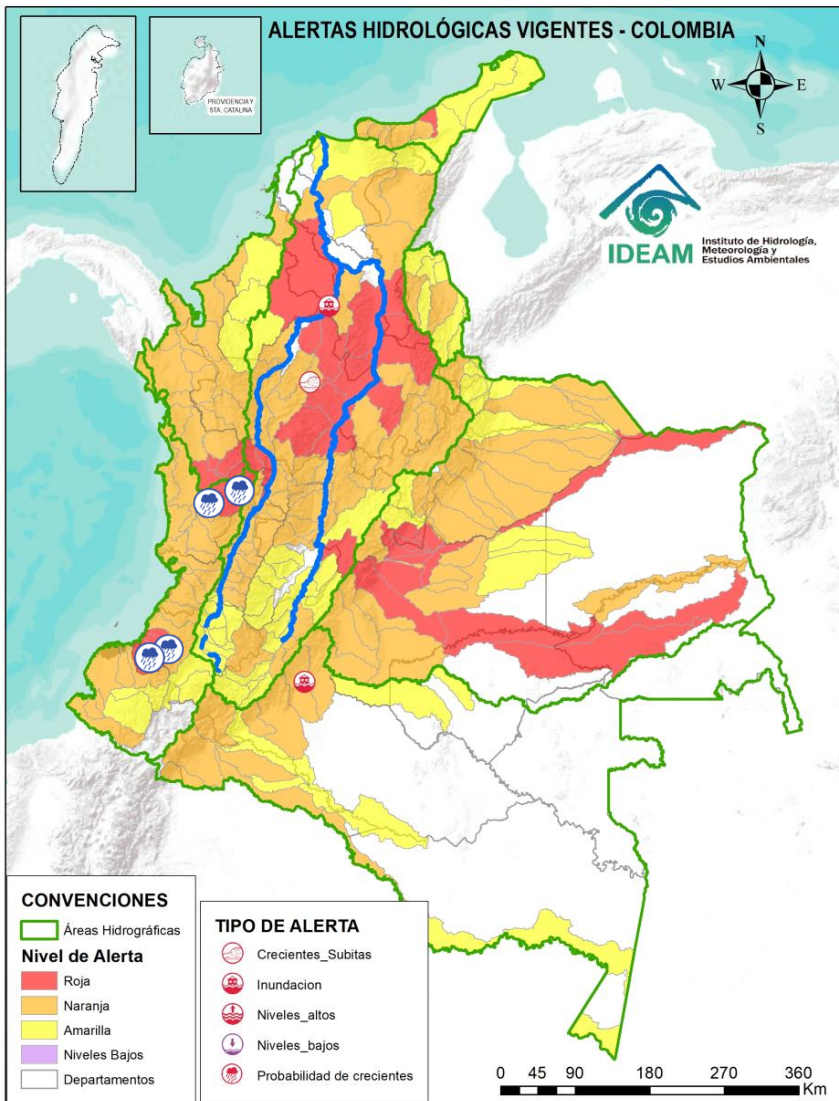 ALERTAS HIDROLÓGICAS VIGENTES - COLOMBIA
PROVIDENCIA Y
STA. CATALINA
N
W
E
S
IDEAM
Instituto de Hidrología,
Meteorología y
Estudios Ambientales
CONVENCIONES
Áreas Hidrográficas
Nivel de Alerta
Roja
Naranja
Amarilla
Niveles Bajos
Departamentos
TIPO DE ALERTA
Crecientes_Subitas
Inundacion
Niveles_altos
Niveles_bajos
Probabilidad de crecientes
0 45 90 180 270 360
Km